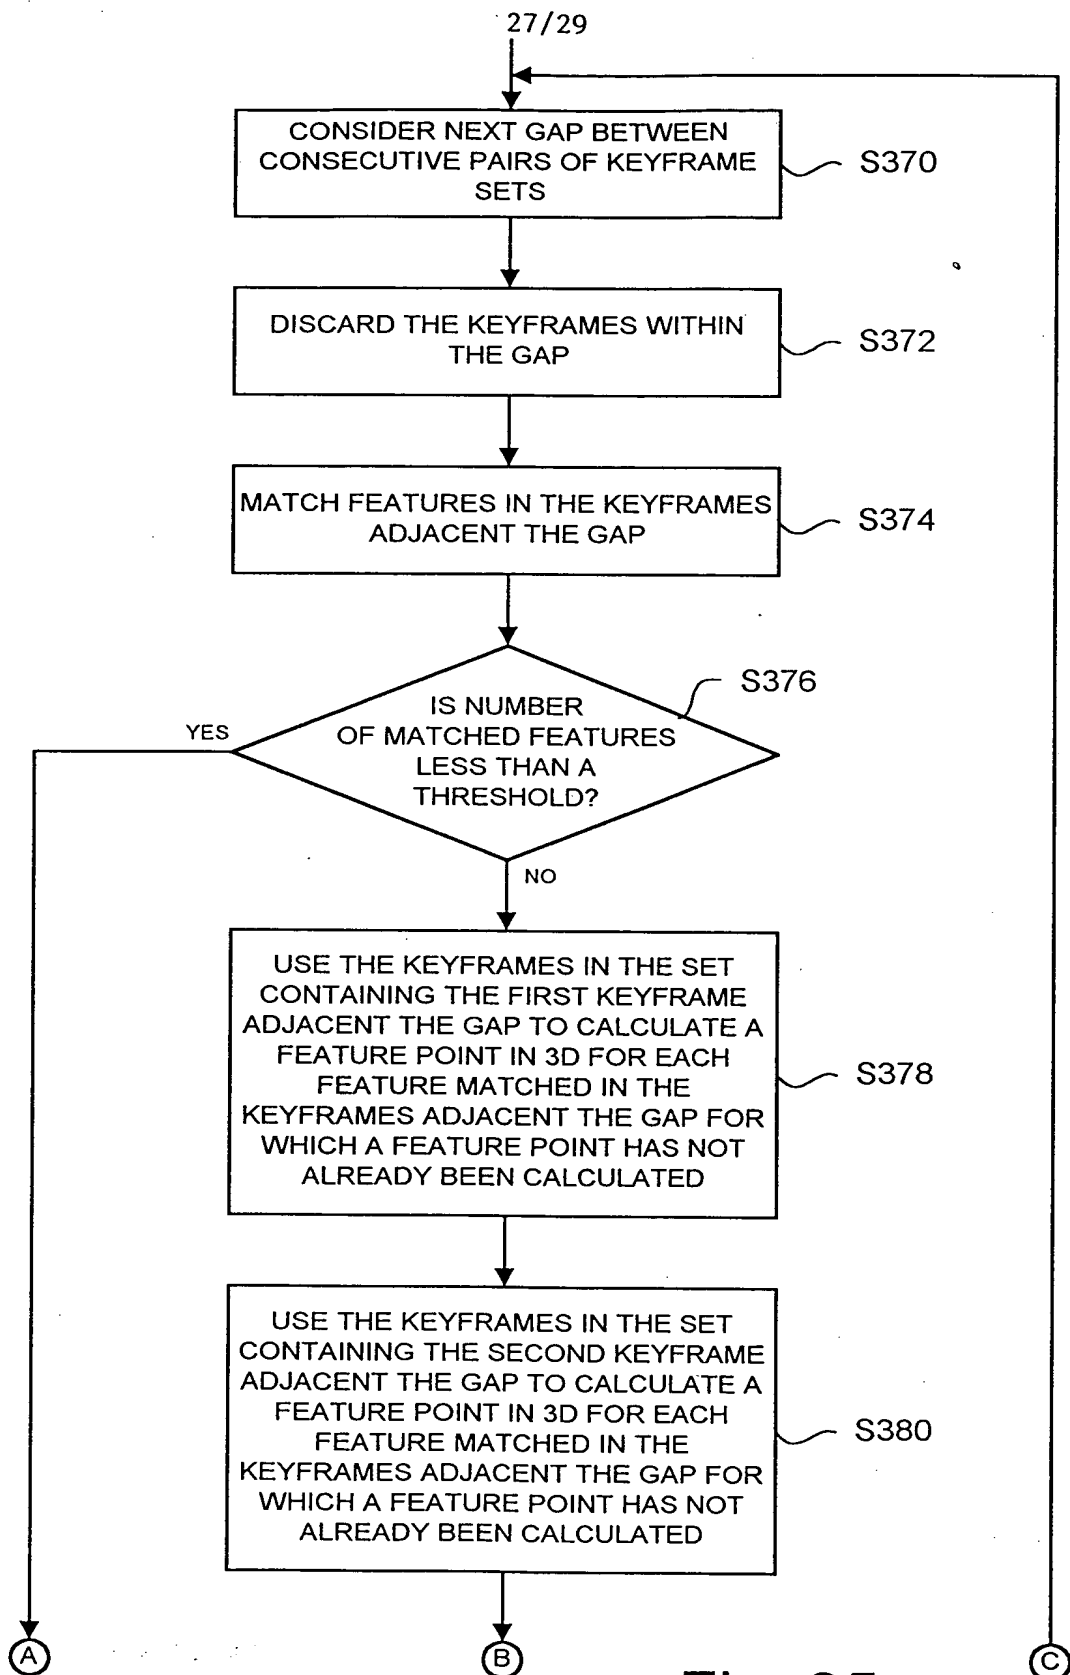 27/29
CONSIDER NEXT GAP BETWEEN
CONSECUTIVE PAIRS OF KEYFRAME
SETS
S370
DISCARD THE KEYFRAMES WITHIN
THE GAP
S372
MATCH FEATURES IN THE KEYFRAMES
ADJACENT THE GAP
S374
IS NUMBER
OF MATCHED FEATURES
LESS THAN A
THRESHOLD?
S376
YES
NO
USE THE KEYFRAMES IN THE SET
CONTAINING THE FIRST KEYFRAME
ADJACENT THE GAP TO CALCULATE A
FEATURE POINT IN 3D FOR EACH
FEATURE MATCHED IN THE
KEYFRAMES ADJACENT THE GAP FOR
WHICH A FEATURE POINT HAS NOT
ALREADY BEEN CALCULATED
S378
USE THE KEYFRAMES IN THE SET
CONTAINING THE SECOND KEYFRAME
ADJACENT THE GAP TO CALCULATE A
FEATURE POINT IN 3D FOR EACH
FEATURE MATCHED IN THE
KEYFRAMES ADJACENT THE GAP FOR
WHICH A FEATURE POINT HAS NOT
ALREADY BEEN CALCULATED
S380
A
B
C